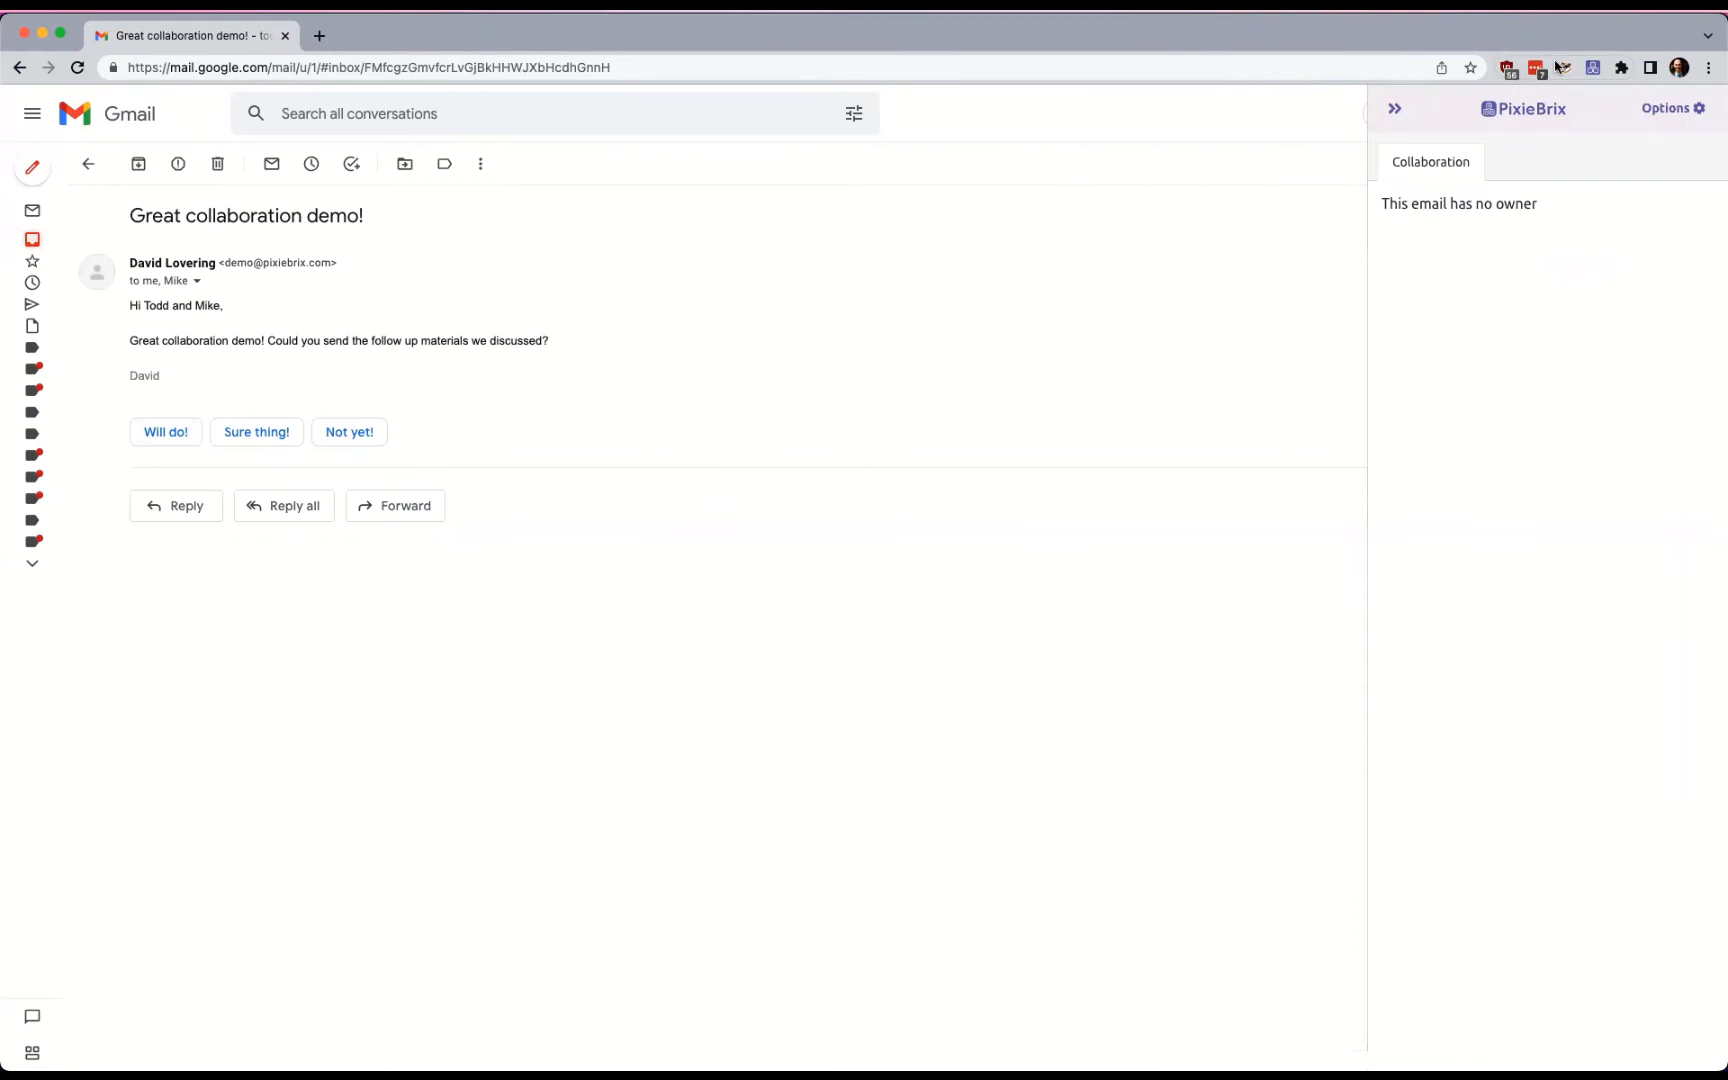 Great collaboration demo! - to
https://mail.google.com/mail/u/1/#inbox/FMfcgzGmvfcrLvGjBkHHWJXbHcdhGnnH
56
7
Gmail
Search all conversations
PixieBrix
Options
Collaboration
This email has no owner
Great collaboration demo!
David Lovering <demo@pixiebrix.com>
to me, Mike
Hi Todd and Mike,
Great collaboration demo! Could you send the follow up materials we discussed?
David
Will do!
Sure thing!
Not yet!
Reply
Reply all
Forward